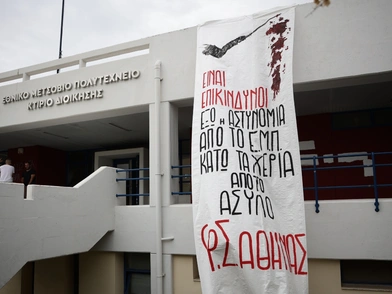 ΕΘΝΙΚΟ ΜΕΤΣΟΒΙΟ ΠΟΛΥΤΕΧΝΕΙΟ
ΚΤΙΡΙΟ ΔΙΟΙΚΗΣΗΣ
ΕΙΝΑΙ
ΕΠΙΚΙΝΔΥΝΟΙ
ΕΞΩ Η ΑΣΤΥΝΟΜΙΑ
ΑΠΟ ΤΟ Ε.Μ.Π.
ΚΑΤΩ ΤΑ ΧΕΡΙΑ
ΑΠΟ ΤΟ
ΑΣΥΛΟ
Φ.Σ ΑΘΗΝΑΣ